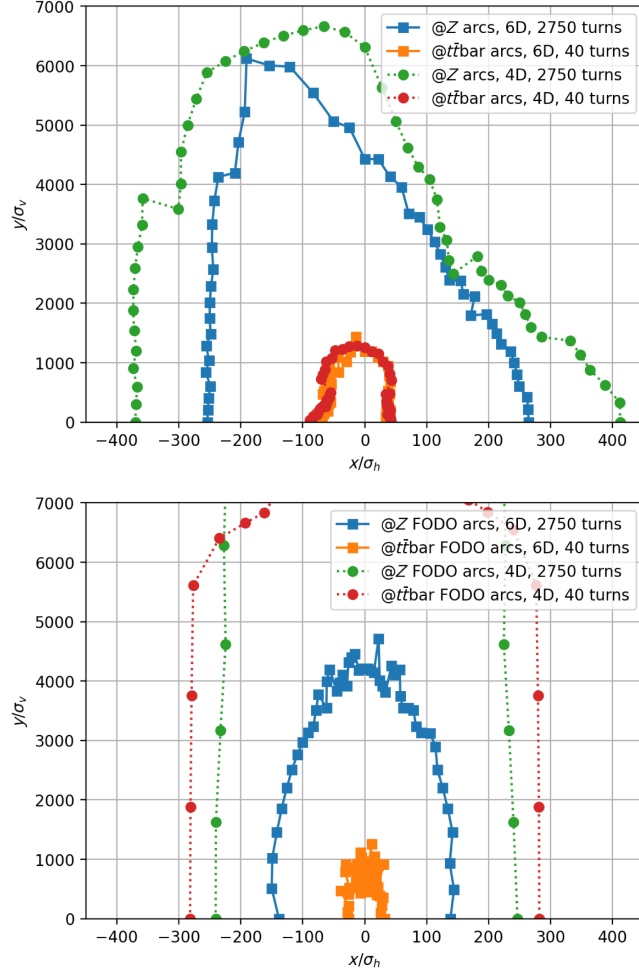 7000
6000
5000
4000
3000
2000
1000
0
y/σᵥ
@Z arcs, 6D, 2750 turns
@tt̄bar arcs, 6D, 40 turns
@Z arcs, 4D, 2750 turns
@tt̄bar arcs, 4D, 40 turns
−400 −300 −200 −100 0 100 200 300 400
x/σₕ
7000
6000
5000
4000
3000
2000
1000
0
y/σᵥ
@Z FODO arcs, 6D, 2750 turns
@tt̄bar FODO arcs, 6D, 40 turns
@Z FODO arcs, 4D, 2750 turns
@tt̄bar FODO arcs, 4D, 40 turns
−400 −300 −200 −100 0 100 200 300 400
x/σₕ